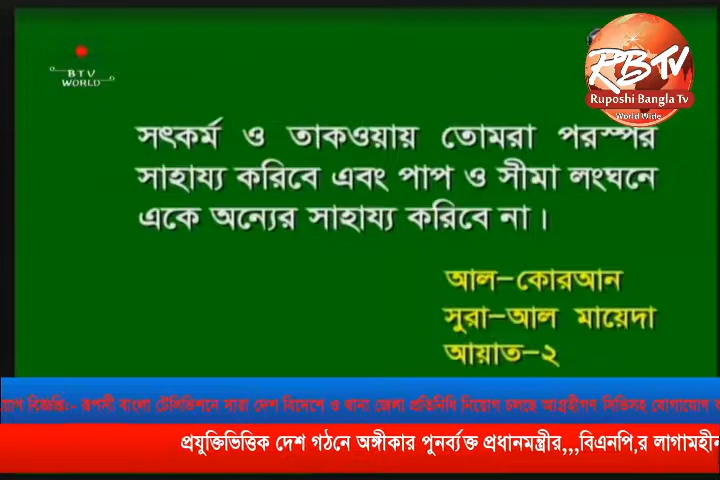 BTV
WORLD
RBTV
Ruposhi Bangla Tv
World Wide
সৎকর্ম ও তাকওয়ায় তোমরা পরস্পর
সাহায্য করিবে এবং পাপ ও সীমা লংঘনে
একে অন্যের সাহায্য করিবে না।
আল-কোরআন
সুরা-আল মায়েদা
আয়াত-২
বিজ্ঞপ্তি:- রূপসী বাংলা টেলিভিশনে সারা দেশ বিদেশে ও থানা জেলা প্রতিনিধি নিয়োগ চলছে আগ্রহীগণ সিভিসহ যোগাযোগ
প্রযুক্তিভিত্তিক দেশ গঠনে অঙ্গীকার পুনর্ব্যক্ত প্রধানমন্ত্রীর,,,বিএনপি,র লাগামহীন